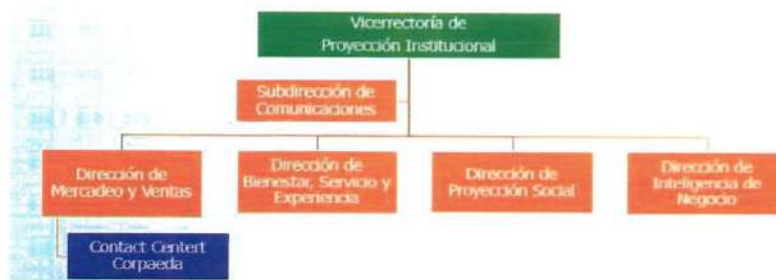 Vicerrectoría de
Proyección Institucional
Subdirección de
Comunicaciones
Dirección de
Mercadeo y Ventas
Dirección de
Bienestar, Servicio y
Experiencia
Dirección de
Proyección Social
Dirección de
Inteligencia de
Negocio
Contact Centert
Corpaeda